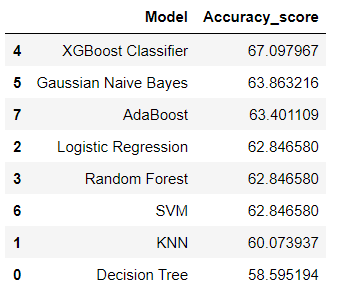 Model Accuracy_score
4 XGBoost Classifier 67.097967
5 Gaussian Naive Bayes 63.863216
7 AdaBoost 63.401109
2 Logistic Regression 62.846580
3 Random Forest 62.846580
6 SVM 62.846580
1 KNN 60.073937
0 Decision Tree 58.595194